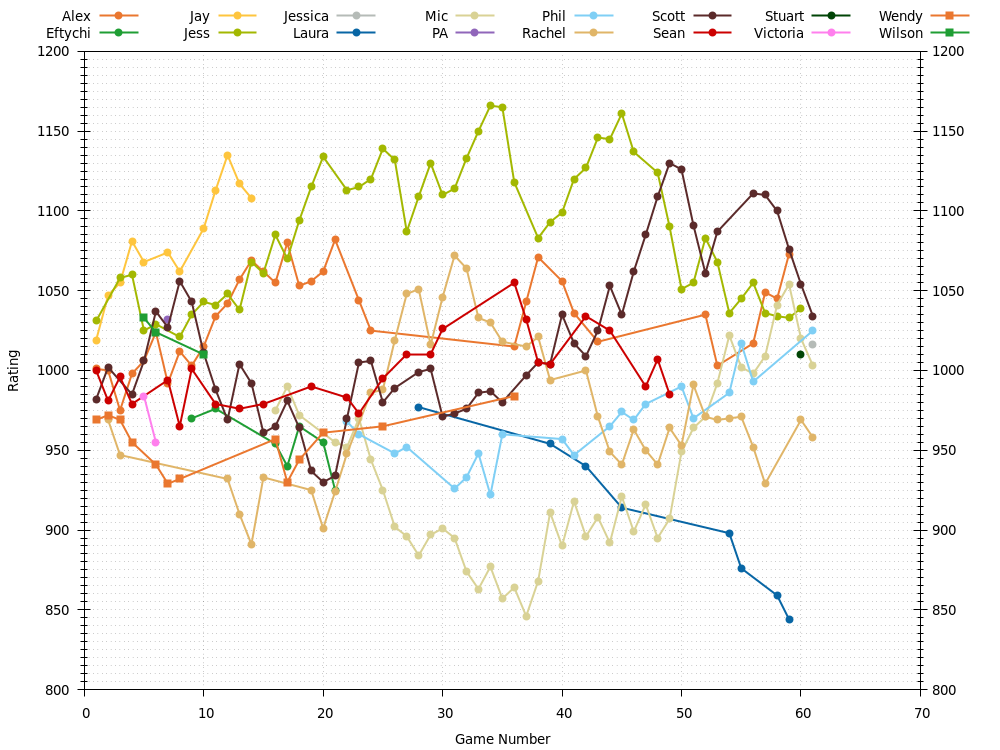 Alex Jay Jessica Mic Phil Scott Stuart Wendy
Eftychi Jess Laura PA Rachel Sean Victoria Wilson
1200 1200
1150 1150
1100 1100
1050 1050
1000 1000
950 950
900 900
850 850
800 800
Rating
0 10 20 30 40 50 60 70
Game Number